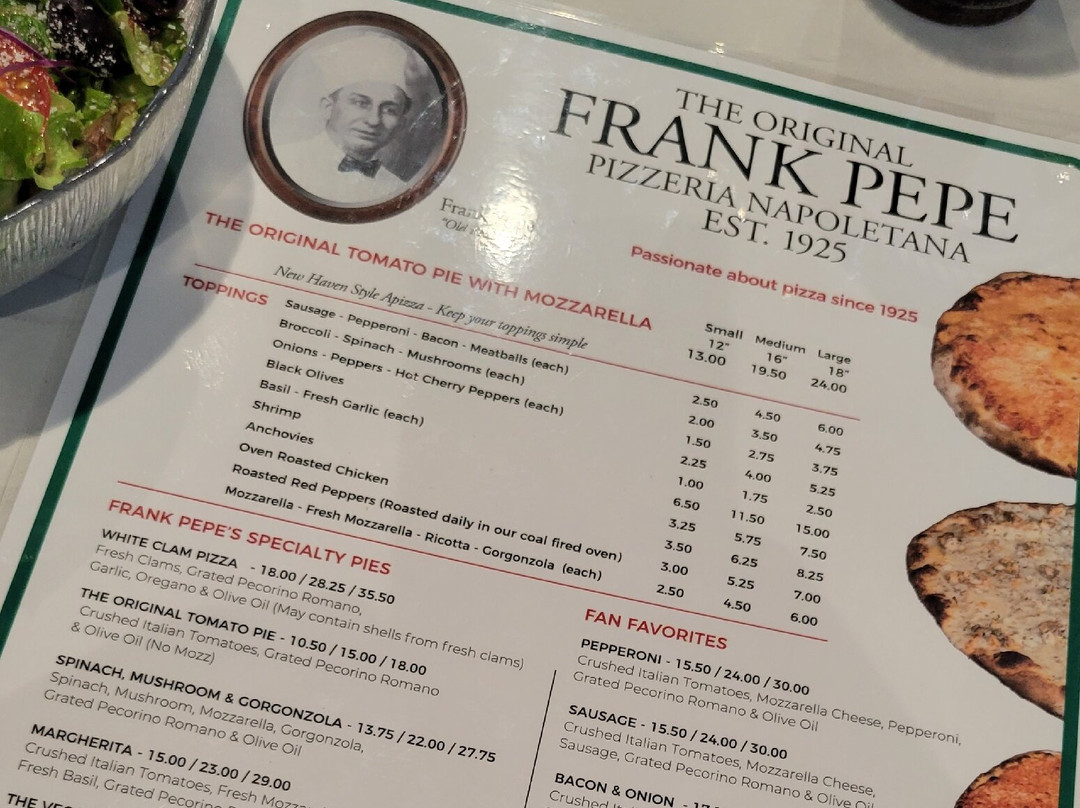 THE ORIGINAL
FRANK PEPE
PIZZERIA NAPOLETANA
EST. 1925
Passionate about pizza since 1925
THE ORIGINAL TOMATO PIE WITH MOZZARELLA
New Haven Style Apizza - Keep your toppings simple
Small Medium Large
12" 16" 18"
13.00 19.50 24.00
TOPPINGS
Sausage - Pepperoni - Bacon - Meatballs (each) 2.50 4.50 6.00
Broccoli - Spinach - Mushrooms (each) 2.00 3.50 4.75
Onions - Peppers - Hot Cherry Peppers (each) 1.50 2.75 3.75
Black Olives 2.25 4.00 5.25
Basil - Fresh Garlic (each) 1.00 1.75 2.50
Shrimp 6.50 11.50 15.00
Anchovies 3.25 5.75 7.50
Oven Roasted Chicken 3.50 6.25 8.25
Roasted Red Peppers (Roasted daily in our coal fired oven) 3.00 5.25 7.00
Mozzarella - Fresh Mozzarella - Ricotta - Gorgonzola (each) 2.50 4.50 6.00
FRANK PEPE'S SPECIALTY PIES
WHITE CLAM PIZZA - 18.00 / 28.25 / 35.50
Fresh Clams, Grated Pecorino Romano,
Garlic, Oregano & Olive Oil (May contain shells from fresh clams)
THE ORIGINAL TOMATO PIE - 10.50 / 15.00 / 18.00
Crushed Italian Tomatoes, Grated Pecorino Romano
& Olive Oil (No Mozz)
SPINACH, MUSHROOM & GORGONZOLA - 13.75 / 22.00 / 27.75
Spinach, Mushroom, Mozzarella, Gorgonzola,
Grated Pecorino Romano & Olive Oil
MARGHERITA - 15.00 / 23.00 / 29.00
Crushed Italian Tomatoes, Fresh
Fresh Basil, Grated Pecorino
THE
FAN FAVORITES
PEPPERONI - 15.50 / 24.00 / 30.00
Crushed Italian Tomatoes, Mozzarella Cheese, Pepperoni,
Grated Pecorino Romano & Olive Oil
SAUSAGE - 15.50 / 24.00 / 30.00
Crushed Italian Tomatoes, Mozzarella Cheese,
Sausage, Grated Pecorino Romano & Olive Oil
BACON & ONION -
Crushed